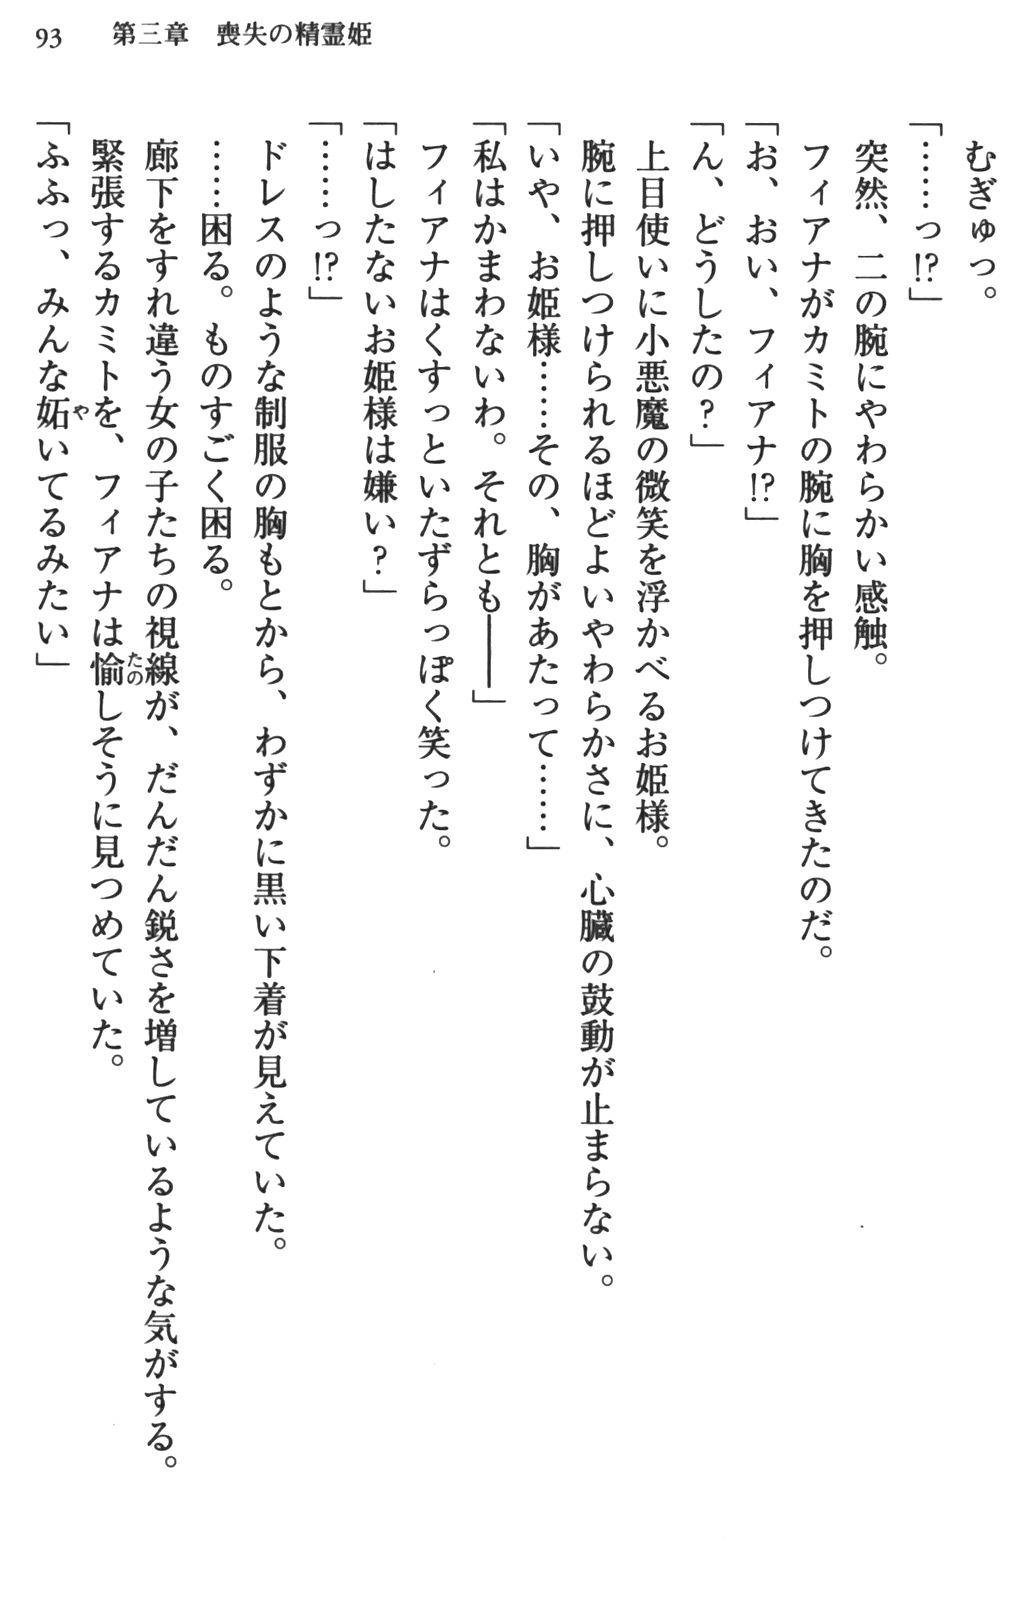 93 第三章　喪失の精霊姫
むぎゅっ。
「……っ!?」
突然、二の腕にやわらかい感触。
フィアナがカミトの腕に胸を押しつけてきたのだ。
「お、おい、フィアナ!?」
「ん、どうしたの？」
上目使いに小悪魔の微笑を浮かべるお姫様。
腕に押しつけられるほどよいやわらかさに、心臓の鼓動が止まらない。
「いや、お姫様……その、胸があたって……」
「私はかまわないわ。それとも――」
フィアナはくすっといたずらっぽく笑った。
「はしたないお姫様は嫌い？」
「……っ!?」
ドレスのような制服の胸もとから、わずかに黒い下着が見えていた。
……困る。ものすごく困る。
廊下をすれ違う女の子たちの視線が、だんだん鋭さを増しているような気がする。
緊張するカミトを、フィアナは愉たのしそうに見つめていた。
「ふふっ、みんな妬やいてるみたい」